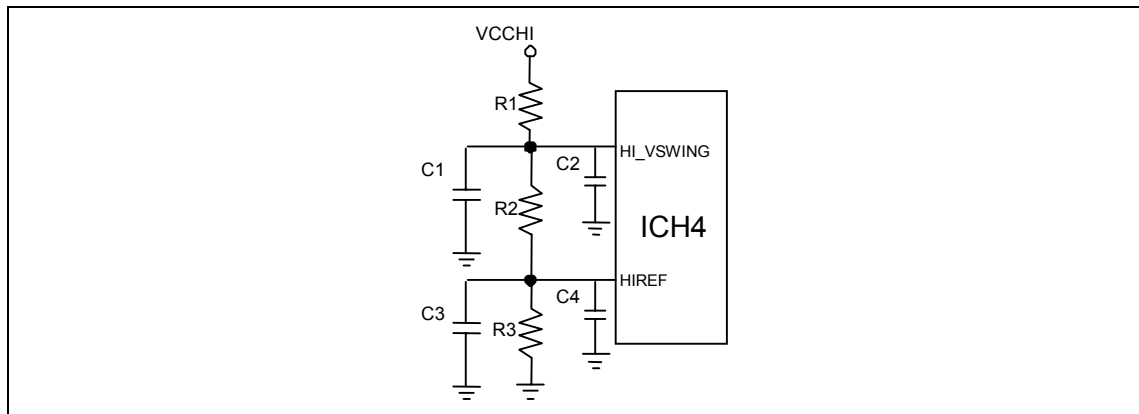 VCCHI
R1
HI_VSWING
C1
C2
R2
ICH4
HIREF
C3
C4
R3